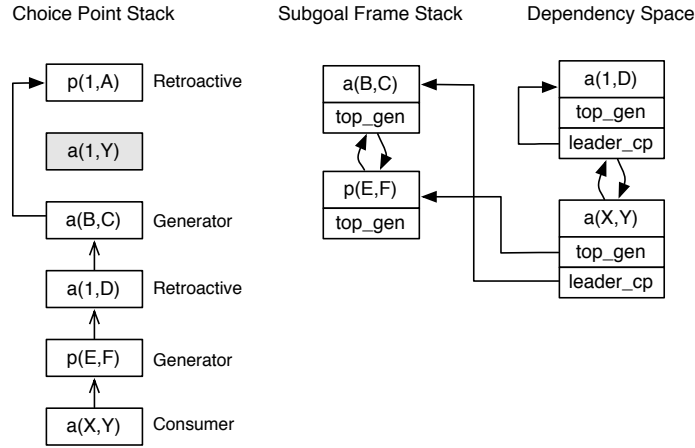 Choice Point Stack
p(1,A) Retroactive
a(1,Y)
a(B,C) Generator
a(1,D) Retroactive
p(E,F) Generator
a(X,Y) Consumer
Subgoal Frame Stack
a(B,C)
top_gen
p(E,F)
top_gen
Dependency Space
a(1,D)
top_gen
leader_cp
a(X,Y)
top_gen
leader_cp